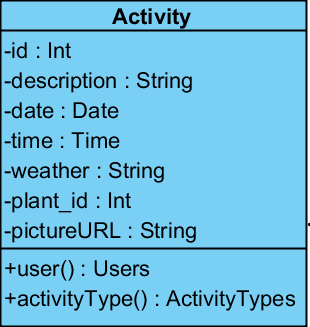 Activity
-id : Int
-description : String
-date : Date
-time : Time
-weather : String
-plant_id : Int
-pictureURL : String
+user() : Users
+activityType() : ActivityTypes